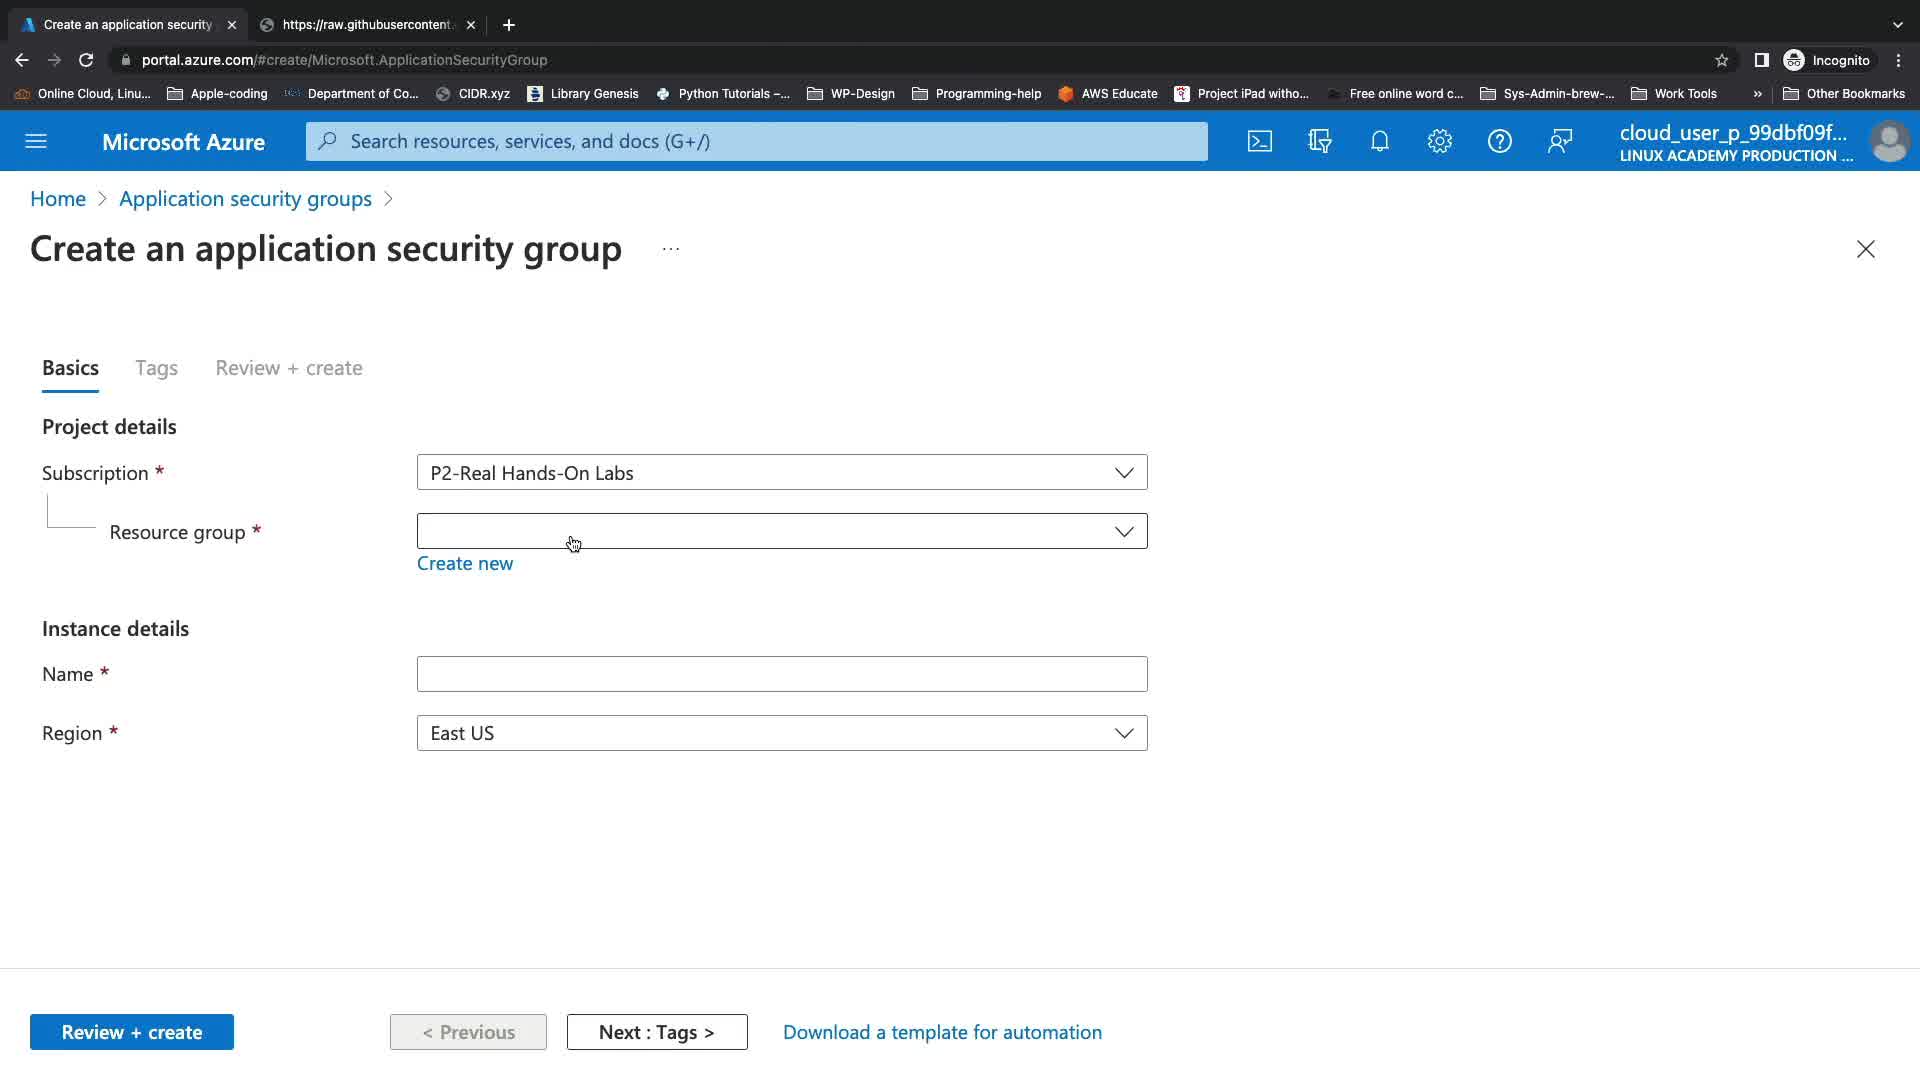 Create an application security
https://raw.githubusercontent.
portal.azure.com/#create/Microsoft.ApplicationSecurityGroup
Incognito
Online Cloud, Linu...
Apple-coding
Department of Co...
CIDR.xyz
Library Genesis
Python Tutorials –...
WP-Design
Programming-help
AWS Educate
Project iPad witho...
Free online word c...
Sys-Admin-brew-...
Work Tools
»
Other Bookmarks
Microsoft Azure
Search resources, services, and docs (G+/)
cloud_user_p_99dbf09f...
LINUX ACADEMY PRODUCTION ...
Home > Application security groups >
Create an application security group ...
Basics Tags Review + create
Project details
Subscription *
P2-Real Hands-On Labs
Resource group *
Create new
Instance details
Name *
Region *
East US
Review + create
< Previous
Next : Tags >
Download a template for automation